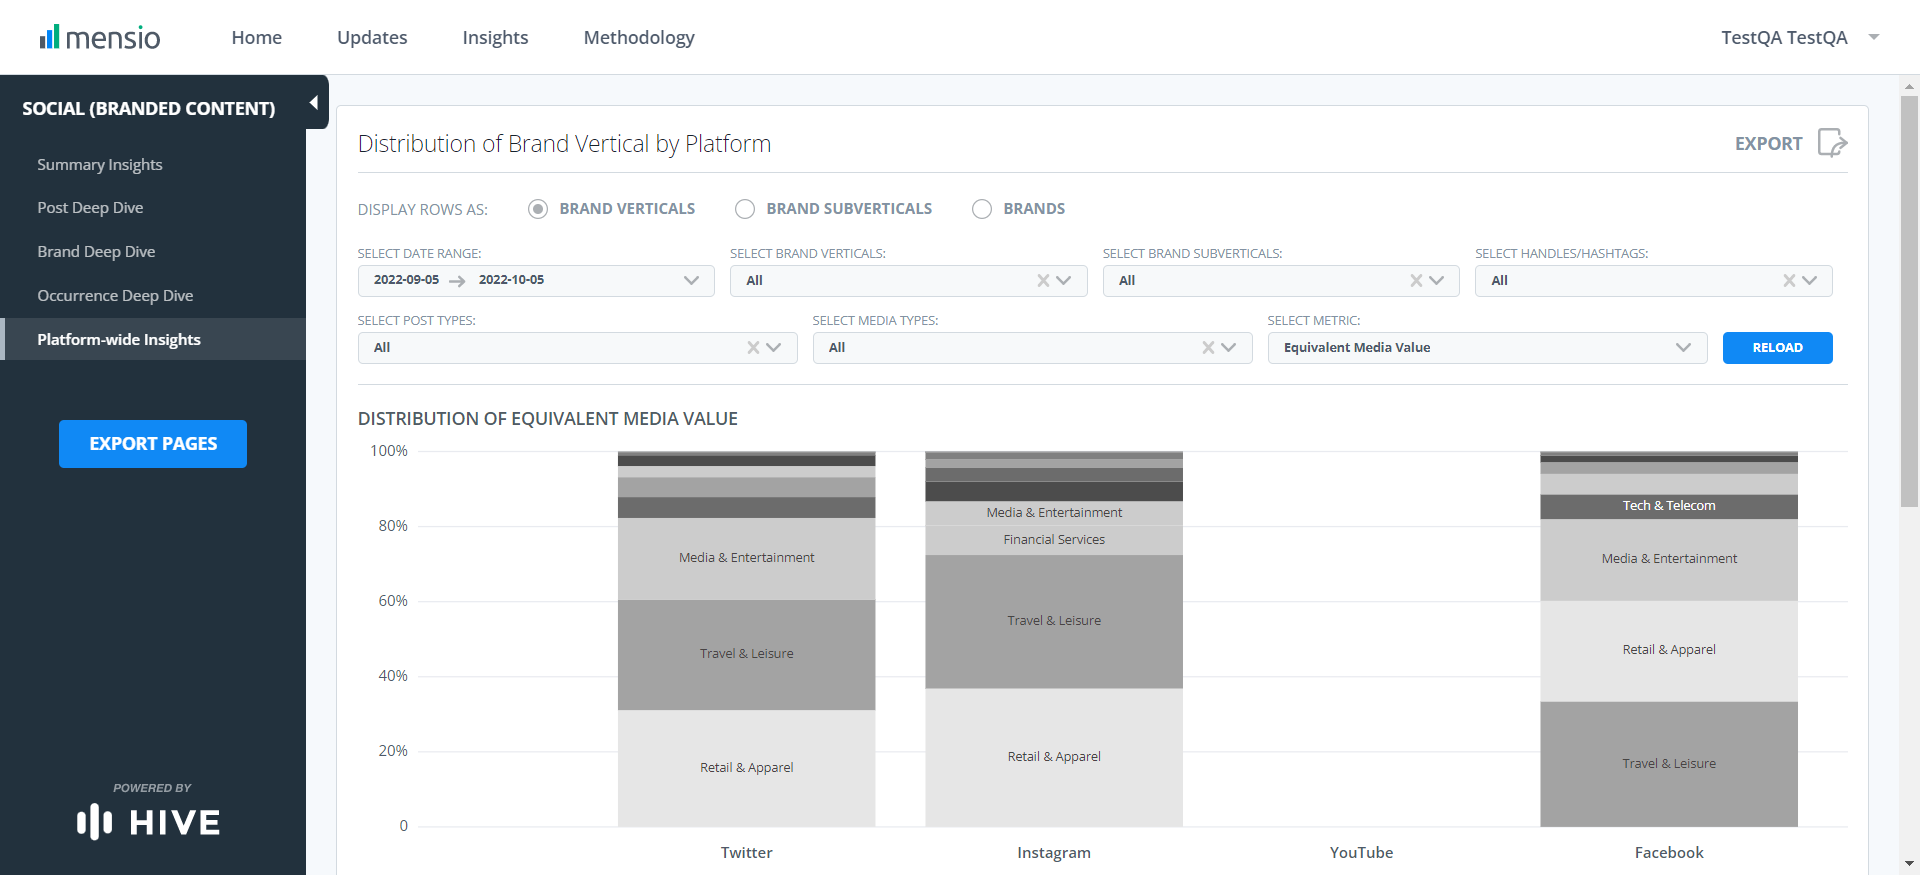 mensio
Home
Updates
Insights
Methodology
TestQA TestQA
SOCIAL (BRANDED CONTENT)
Summary Insights
Post Deep Dive
Brand Deep Dive
Occurrence Deep Dive
Platform-wide Insights
EXPORT PAGES
POWERED BY
HIVE
Distribution of Brand Vertical by Platform
EXPORT
DISPLAY ROWS AS:
BRAND VERTICALS
BRAND SUBVERTICALS
BRANDS
SELECT DATE RANGE:
2022-09-05 → 2022-10-05
SELECT BRAND VERTICALS:
All
SELECT BRAND SUBVERTICALS:
All
SELECT HANDLES/HASHTAGS:
All
SELECT POST TYPES:
All
SELECT MEDIA TYPES:
All
SELECT METRIC:
Equivalent Media Value
RELOAD
DISTRIBUTION OF EQUIVALENT MEDIA VALUE
100%
80%
60%
40%
20%
0
Media & Entertainment
Travel & Leisure
Retail & Apparel
Twitter
Media & Entertainment
Financial Services
Travel & Leisure
Retail & Apparel
Instagram
YouTube
Tech & Telecom
Media & Entertainment
Retail & Apparel
Travel & Leisure
Facebook